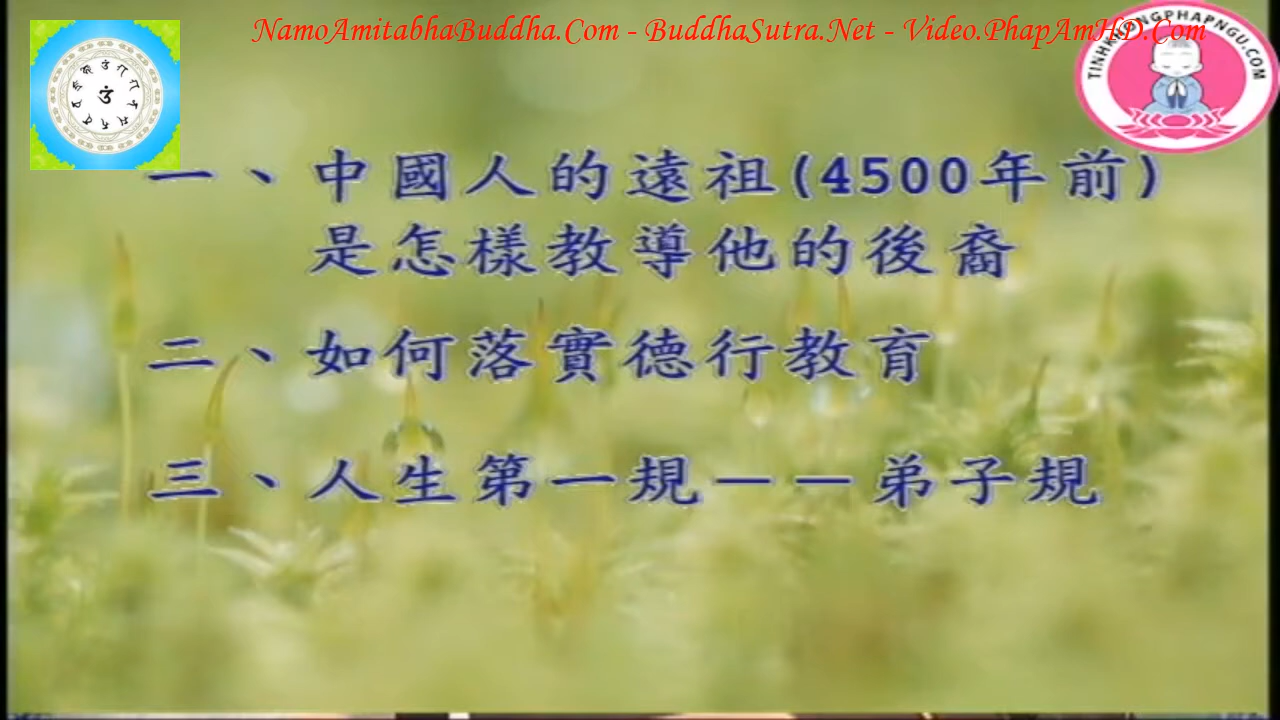 NamoAmitabhaBuddha.Com - BuddhaSutra.Net - Video.PhapAmHD.Com
TINHKHONGPHAPNGU.COM
一、中國人的遠祖(4500年前)
是怎樣教導他的後裔
二、如何落實德行教育
三、人生第一規——弟子規